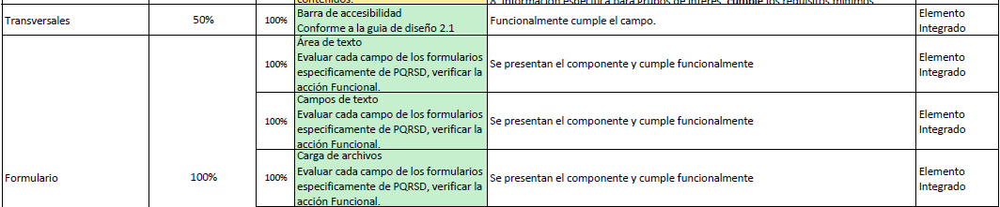 contenidos.
8. Información específica para Grupos de Interés, cumple los requisitos mínimos
Transversales
50%
100%
Barra de accesibilidad
Conforme a la guia de diseño 2.1
Funcionalmente cumple el campo.
Elemento
Integrado
100%
Área de texto
Evaluar cada campo de los formularios
especificamente de PQRSD, verificar la
acción Funcional.
Se presentan el componente y cumple funcionalmente
Elemento
Integrado
100%
Campos de texto
Evaluar cada campo de los formularios
especificamente de PQRSD, verificar la
acción Funcional.
Se presentan el componente y cumple funcionalmente
Elemento
Integrado
Formulario
100%
100%
Carga de archivos
Evaluar cada campo de los formularios
especificamente de PQRSD, verificar la
acción Funcional.
Se presentan el componente y cumple funcionalmente
Elemento
Integrado